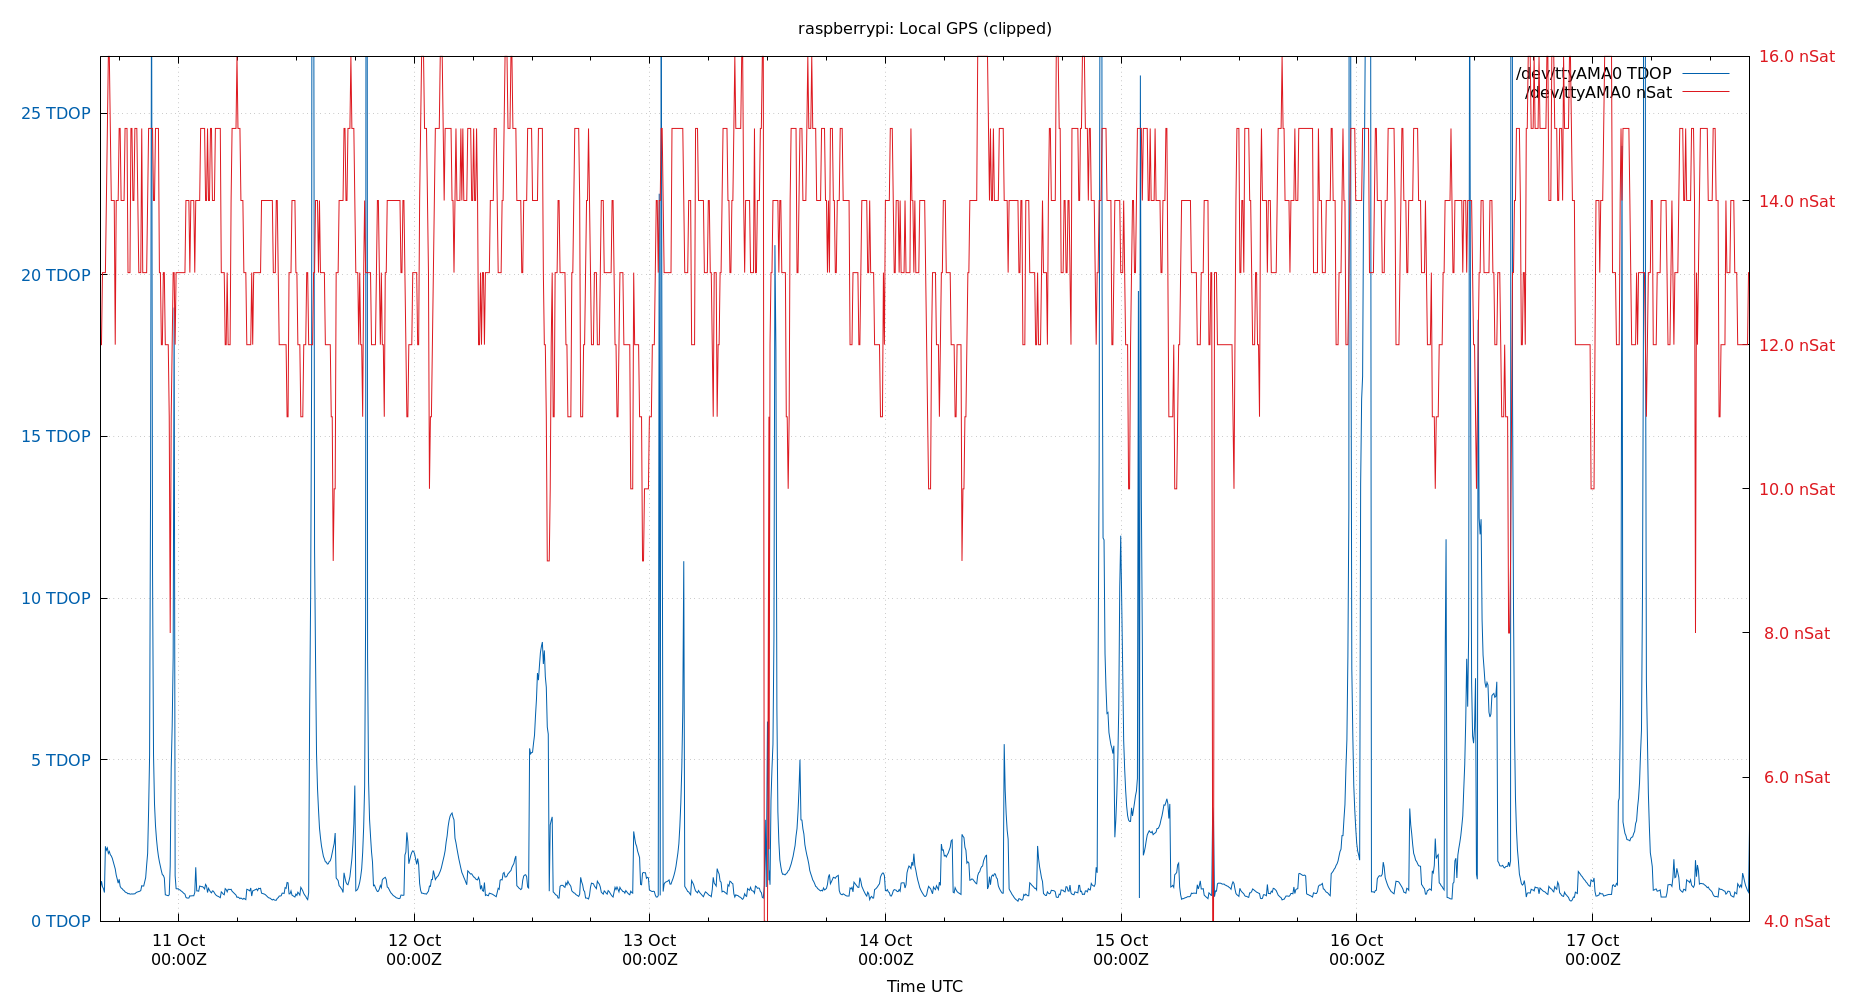 raspberrypi: Local GPS (clipped)
16.0 nSat
/dev/ttyAMA0 TDOP
/dev/ttyAMA0 nSat
25 TDOP
14.0 nSat
20 TDOP
12.0 nSat
15 TDOP
10.0 nSat
10 TDOP
8.0 nSat
5 TDOP
6.0 nSat
0 TDOP
4.0 nSat
11 Oct 12 Oct 13 Oct 14 Oct 15 Oct 16 Oct 17 Oct
00:00Z 00:00Z 00:00Z 00:00Z 00:00Z 00:00Z 00:00Z
Time UTC